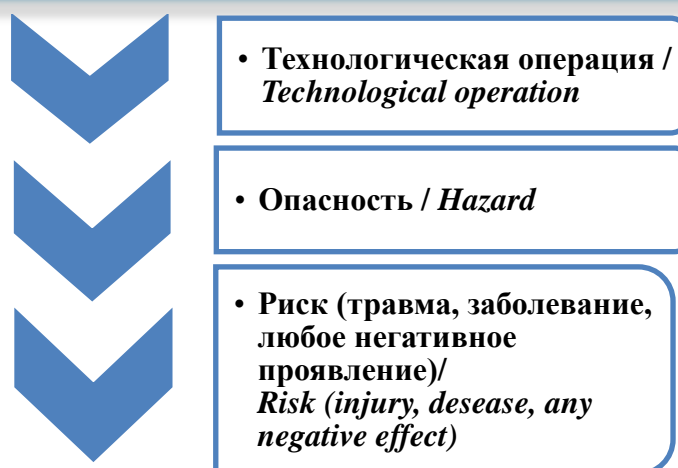 • Технологическая операция /
Technological operation
• Опасность / Hazard
• Риск (травма, заболевание,
любое негативное
проявление)/
Risk (injury, desease, any
negative effect)